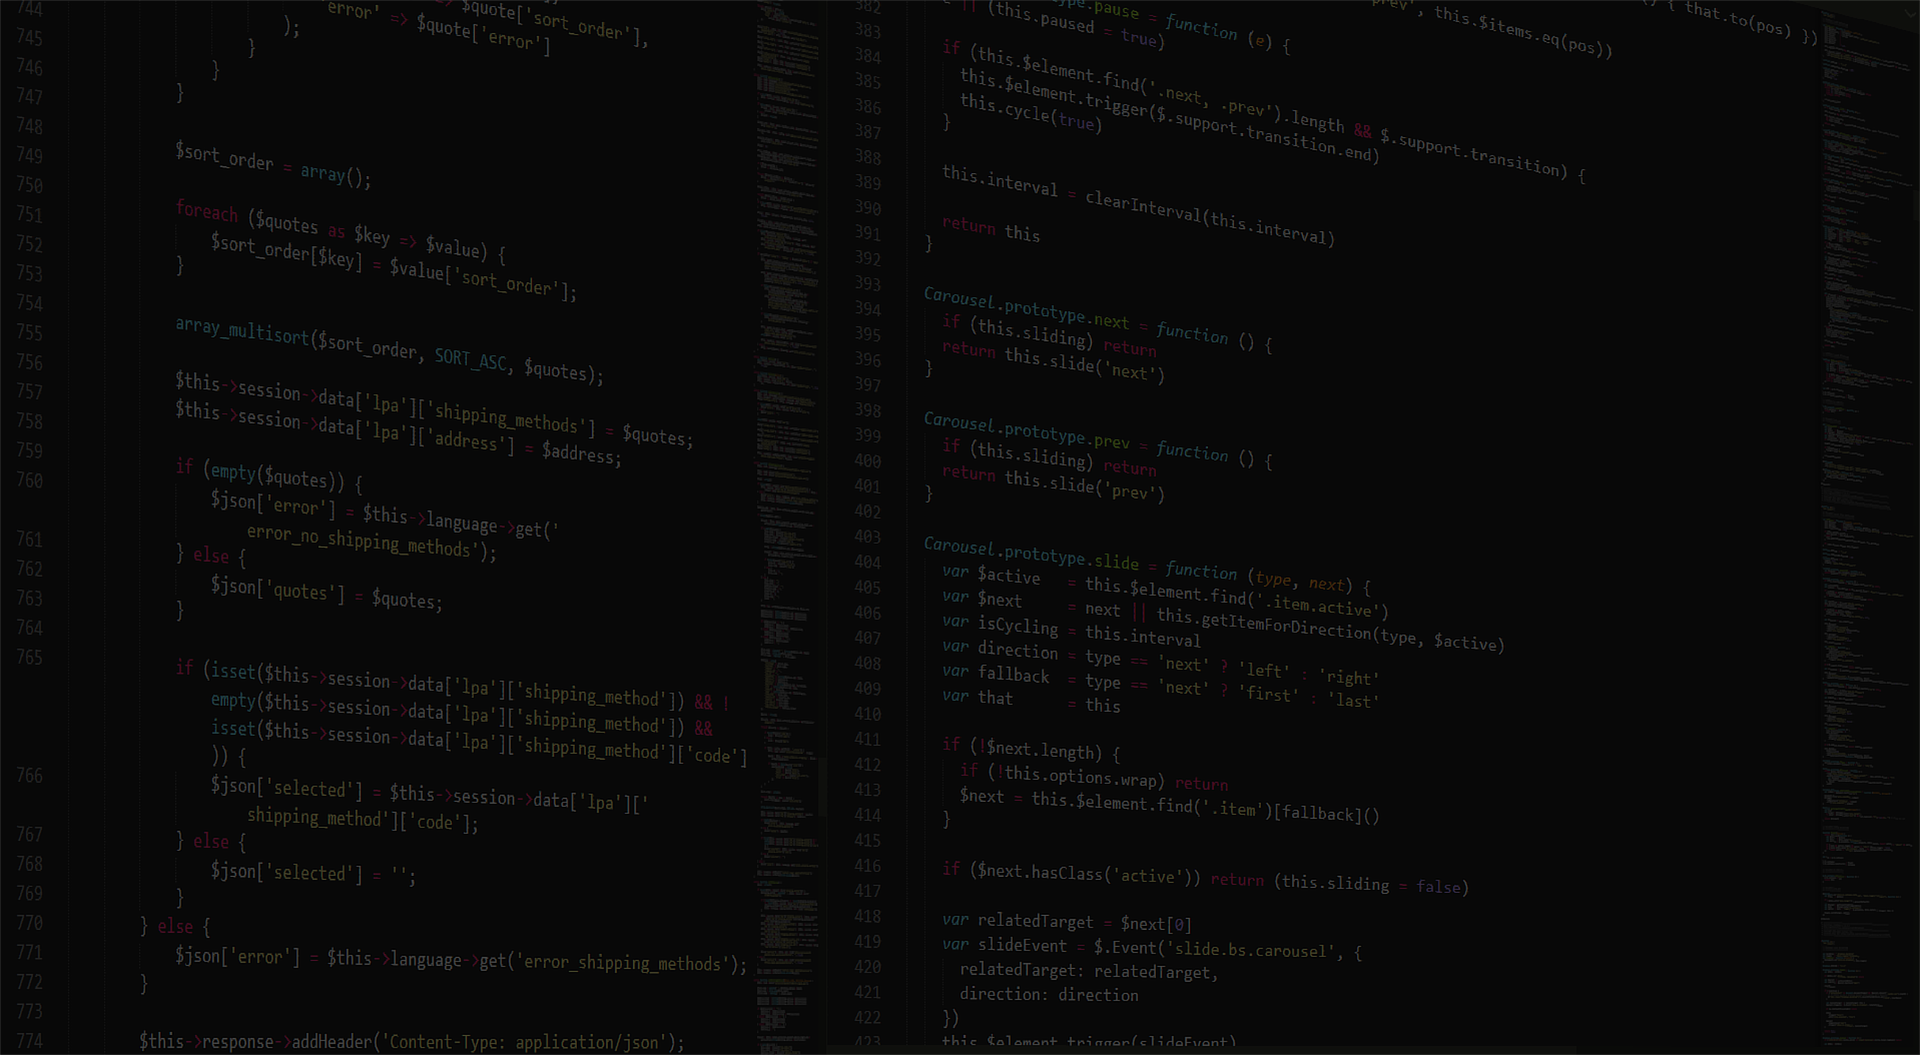 'error' => $quote['sort_order'],
$quote['error']
);
}
744 }
745 }
746
747
748 $sort_order = array();
749
750 foreach ($quotes as $key => $value) {
751 $sort_order[$key] = $value['sort_order'];
752 }
753
754 array_multisort($sort_order, SORT_ASC, $quotes);
755
756 $this->session->data['lpa']['shipping_methods'] = $quotes;
757 $this->session->data['lpa']['address'] = $address;
758
759 if (empty($quotes)) {
760 $json['error'] = $this->language->get('
error_no_shipping_methods');
761 } else {
762 $json['quotes'] = $quotes;
763 }
764
765 if (isset($this->session->data['lpa']['shipping_method']) && !
empty($this->session->data['lpa']['shipping_method']) &&
isset($this->session->data['lpa']['shipping_method']['code']
)) {
766 $json['selected'] = $this->session->data['lpa']['
shipping_method']['code'];
767 } else {
768 $json['selected'] = '';
769 }
770 } else {
771 $json['error'] = $this->language->get('error_shipping_methods');
772 }
773
774 $this->response->addHeader('Content-Type: application/json');
this.$items.eq(pos))
{ that.to(pos) })
.pause = function (e) {
382 || (this.paused = true)
383 if (this.$element.find('.next, .prev').length && $.support.transition) {
384 this.$element.trigger($.support.transition.end)
385 this.cycle(true)
386 }
387
388 this.interval = clearInterval(this.interval)
389
390 return this
391 }
392
393 Carousel.prototype.next = function () {
394 if (this.sliding) return
395 return this.slide('next')
396 }
397
398 Carousel.prototype.prev = function () {
399 if (this.sliding) return
400 return this.slide('prev')
401 }
402
403 Carousel.prototype.slide = function (type, next) {
404 var $active = this.$element.find('.item.active')
405 var $next = next || this.getItemForDirection(type, $active)
406 var isCycling = this.interval
407 var direction = type == 'next' ? 'left' : 'right'
408 var fallback = type == 'next' ? 'first' : 'last'
409 var that = this
410
411 if (!$next.length) {
412 if (!this.options.wrap) return
413 $next = this.$element.find('.item')[fallback]()
414 }
415
416 if ($next.hasClass('active')) return (this.sliding = false)
417
418 var relatedTarget = $next[0]
419 var slideEvent = $.Event('slide.bs.carousel', {
420 relatedTarget: relatedTarget,
421 direction: direction
422 })
423 this.$element.trigger(slideEvent)